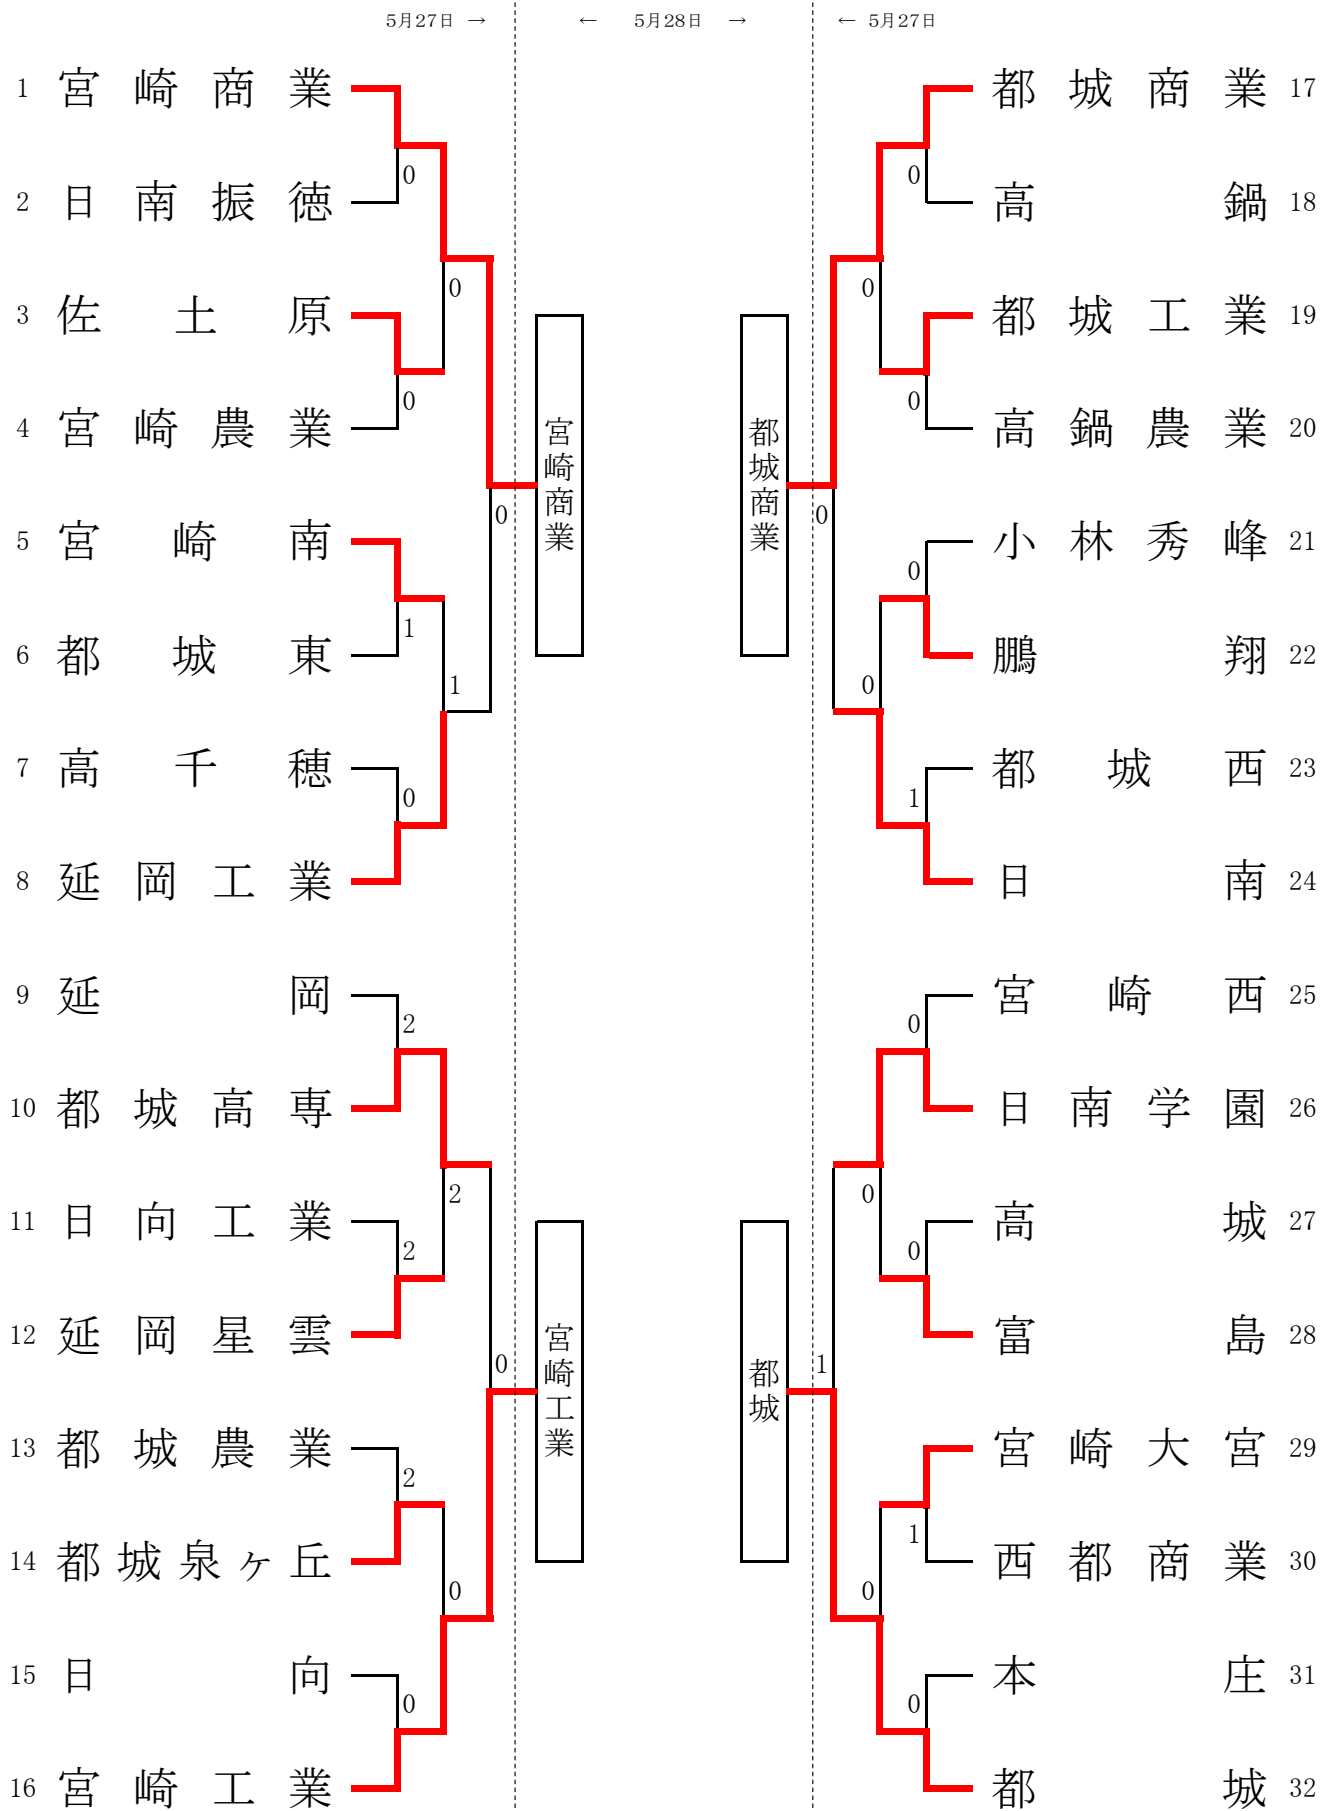 5月27日 → ← 5月28日 → ← 5月27日
1 宮崎商業
0
2 日南振徳
0
3 佐土原
0
4 宮崎農業
0
5 宮崎南
1
6 都城東
1
7 高千穂
0
8 延岡工業
宮崎商業
9 延岡
2
10 都城高専
2
11 日向工業
2
12 延岡星雲
0
13 都城農業
2
14 都城泉ヶ丘
0
15 日向
0
16 宮崎工業
宮崎工業
都城商業 17
0
高鍋 18
0
都城工業 19
0
高鍋農業 20
0
小林秀峰 21
0
鵬翔 22
0
都城西 23
1
日南 24
都城商業
宮崎西 25
0
日南学園 26
0
高城 27
0
富島 28
1
宮崎大宮 29
1
西都商業 30
0
本庄 31
0
都城 32
都城